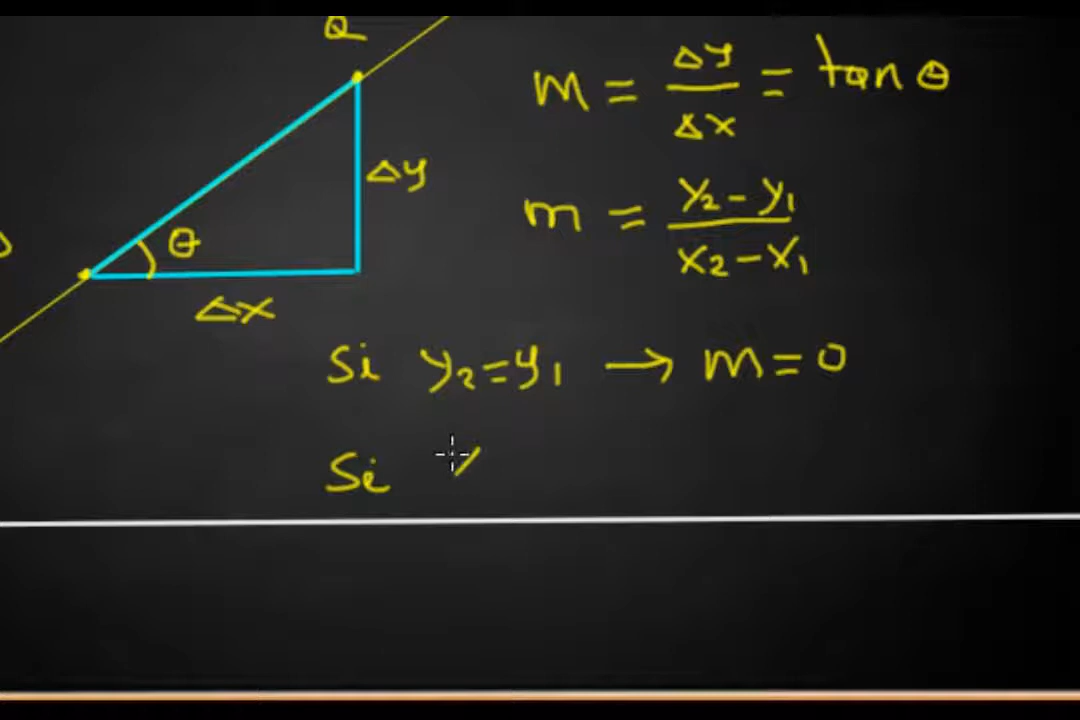 Q
m = Δy/Δx = tan θ
Δy
m = y₂ - y₁ / x₂ - x₁
θ
Δx
Si y₂ = y₁ → m = 0
Si